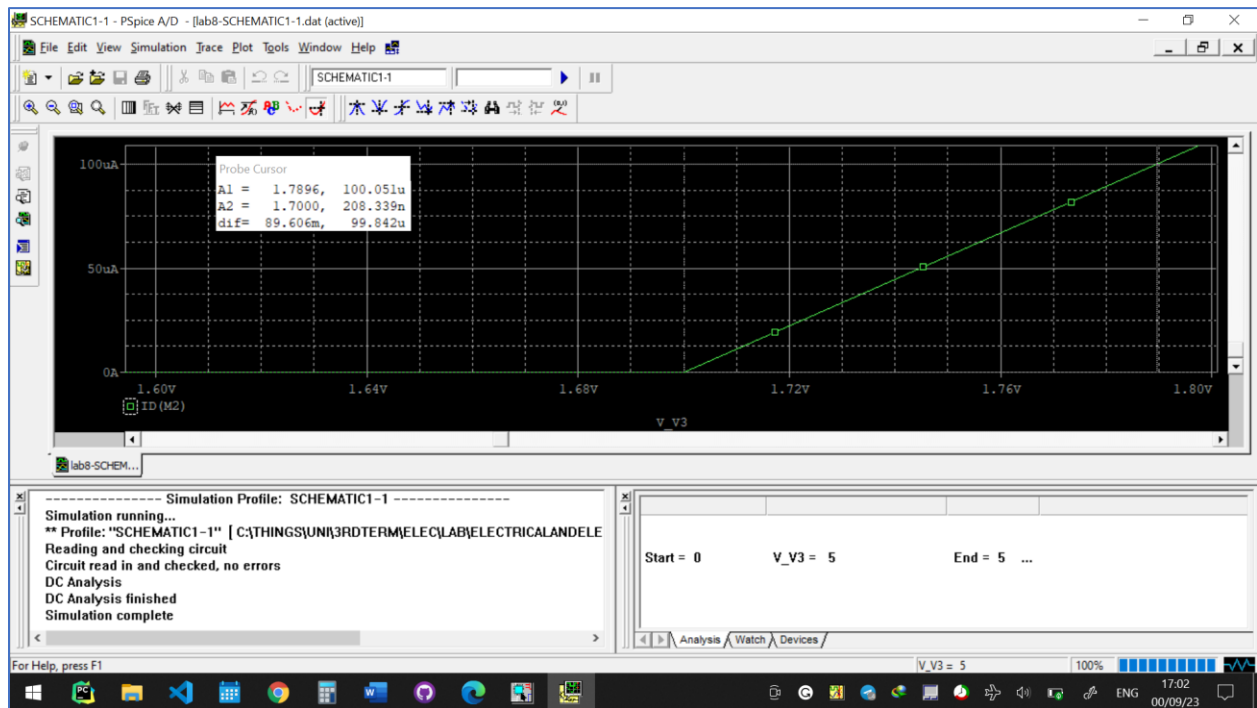 SCHEMATIC1-1 - PSpice A/D - [lab8-SCHEMATIC1-1.dat (active)]
File Edit View Simulation Trace Plot Tools Window Help
SCHEMATIC1-1
100uA
Probe Cursor
A1 = 1.7896, 100.051u
A2 = 1.7000, 208.339n
dif= 89.606m, 99.842u
50uA
0A
1.60V 1.64V 1.68V 1.72V 1.76V 1.80V
ID(M2)
V_V3
lab8-SCHEM...
--------------- Simulation Profile: SCHEMATIC1-1 ---------------
Simulation running...
** Profile: "SCHEMATIC1-1" [ C:\THINGS\UNI\3RDTERM\ELEC\LAB\ELECTRICALANDELE
Reading and checking circuit
Circuit read in and checked, no errors
DC Analysis
DC Analysis finished
Simulation complete
Start = 0 V_V3 = 5 End = 5 ...
Analysis Watch Devices
For Help, press F1
V_V3 = 5 100%
ENG
17:02
00/09/23